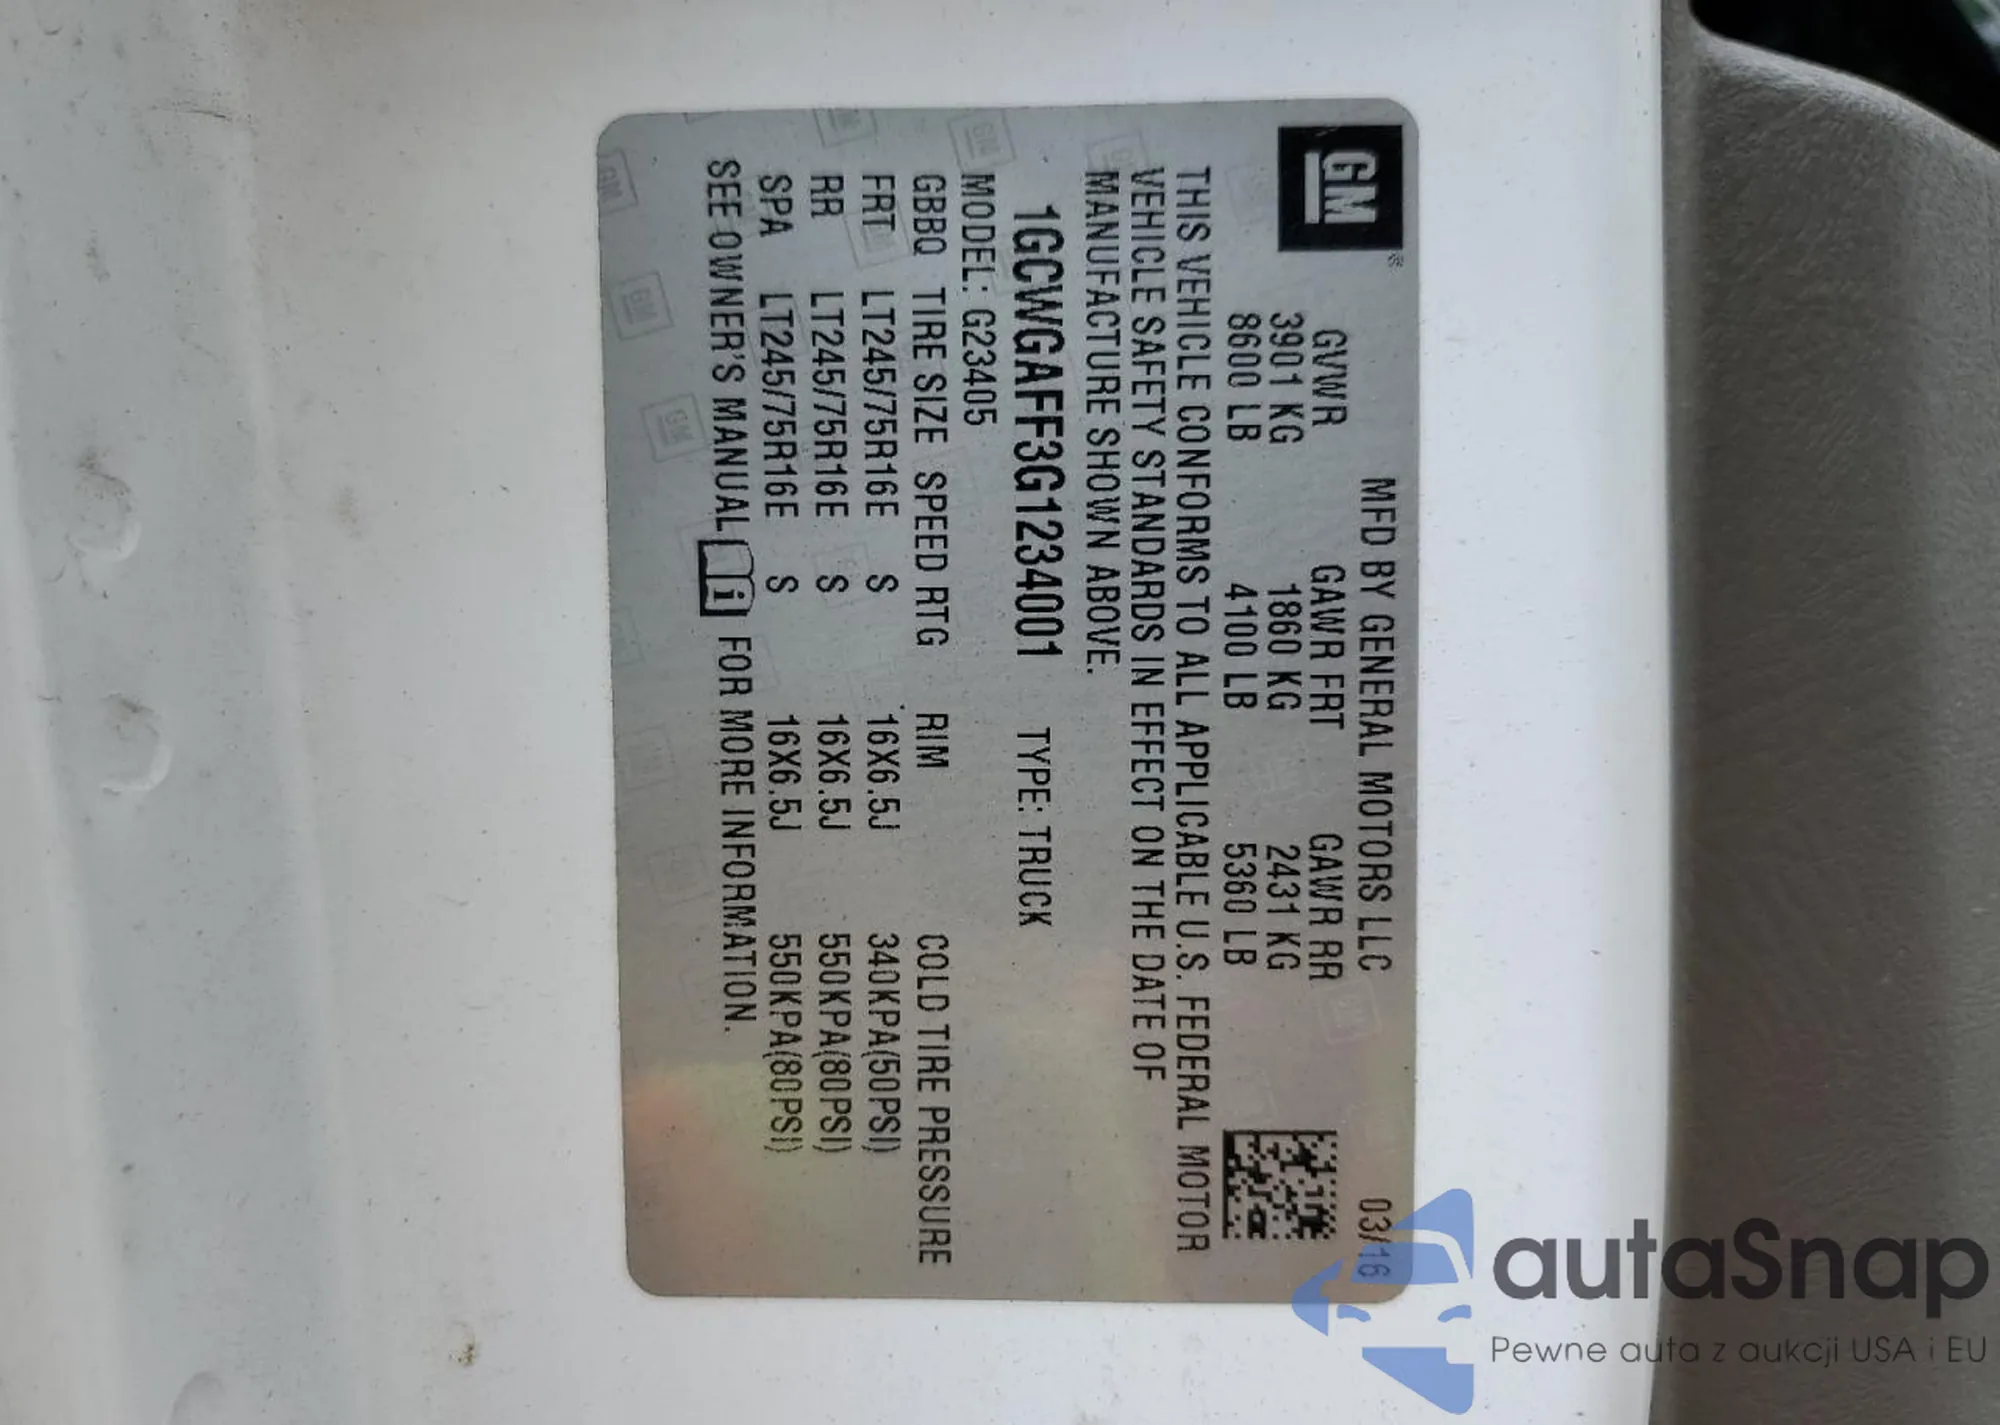 GM®
MFD BY GENERAL MOTORS LLC 03/16
GVWR GAWR FRT GAWR RR
3901 KG 1860 KG 2431 KG
8600 LB 4100 LB 5360 LB
THIS VEHICLE CONFORMS TO ALL APPLICABLE U.S. FEDERAL MOTOR
VEHICLE SAFETY STANDARDS IN EFFECT ON THE DATE OF
MANUFACTURE SHOWN ABOVE.
1GCWGAFF3G1234001 TYPE: TRUCK
MODEL: G23405
GBBQ TIRE SIZE SPEED RTG RIM COLD TIRE PRESSURE
FRT LT245/75R16E S 16X6.5J 340KPA(50PSI)
RR LT245/75R16E S 16X6.5J 550KPA(80PSI)
SPA LT245/75R16E S 16X6.5J 550KPA(80PSI)
SEE OWNER'S MANUAL i FOR MORE INFORMATION.
autaSnap
Pewne auta z aukcji USA i EU